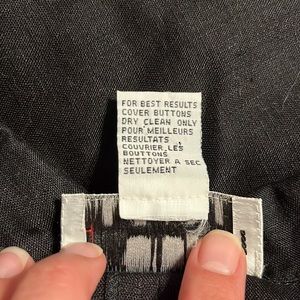 FOR BEST RESULTS
COVER BUTTONS
DRY CLEAN ONLY
POUR MEILLEURS
RESULTATS
COUVRIER LES
BOUTTONS
NETTOYER A SEC
SEULEMENT